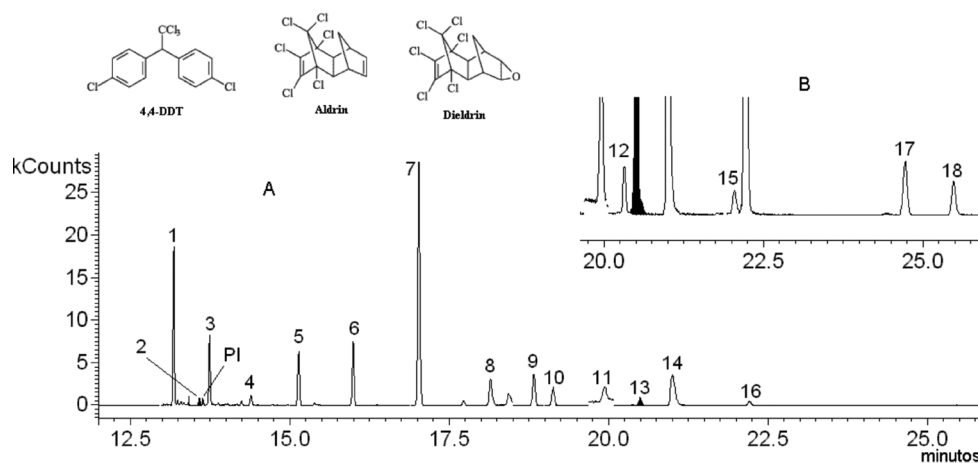 CCl₃
Cl
Cl
4,4-DDT
Cl
Cl
Cl
Cl
Cl
Cl
Aldrin
Cl
Cl
Cl
Cl
Cl
Cl
O
Dieldrin
B
12
15
17
18
20.0
22.5
25.0
kCounts
A
25
20
15
10
5
0
1
2
3
PI
4
5
6
7
8
9
10
11
13
14
16
12.5
15.0
17.5
20.0
22.5
25.0
minutos